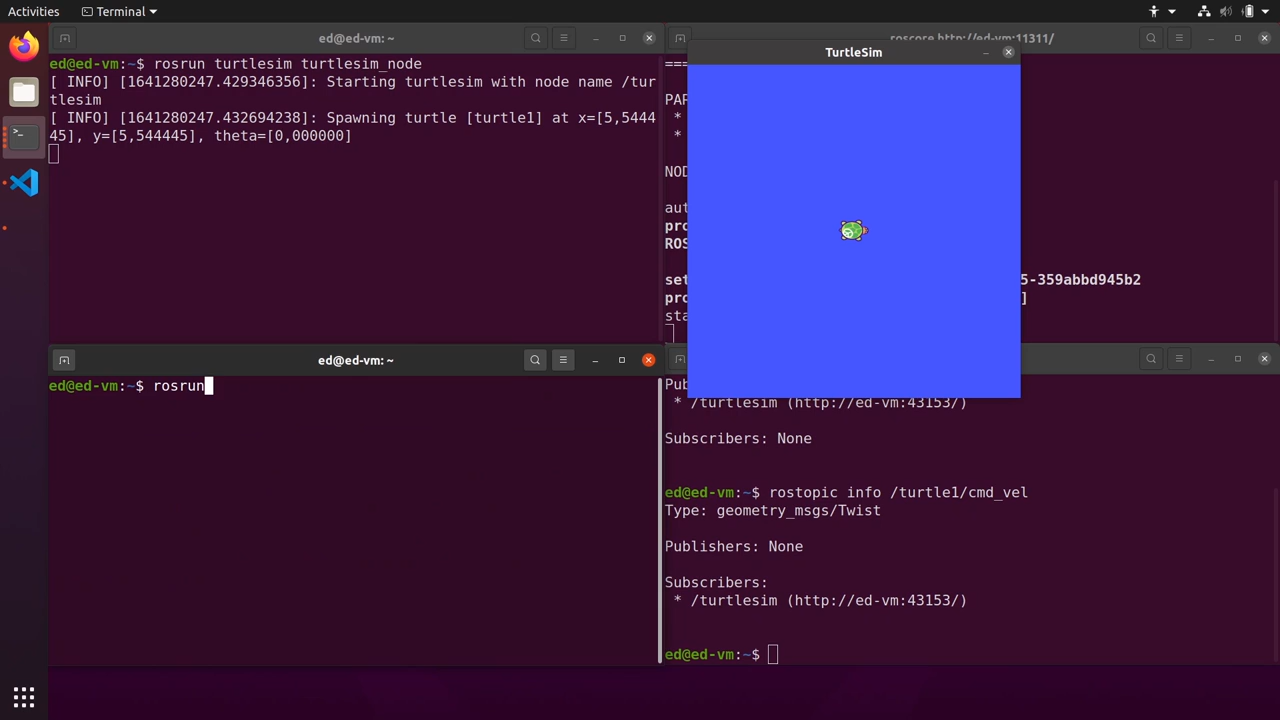 Activities
Terminal
ed@ed-vm: ~
ed@ed-vm:~$ rosrun turtlesim turtlesim_node
[ INFO] [1641280247.429346356]: Starting turtlesim with node name /tur
tlesim
[ INFO] [1641280247.432694238]: Spawning turtle [turtle1] at x=[5,5444
45], y=[5,544445], theta=[0,000000]
roscore http://ed-vm:11311/
TurtleSim
===
PAR
*
*
NOD
aut
pro
ROS
set 5-359abbd945b2
pro ]
sta
ed@ed-vm: ~
ed@ed-vm:~$ rosrun
Pu
* /turtlesim (http://ed-vm:43153/)
Subscribers: None
ed@ed-vm:~$ rostopic info /turtle1/cmd_vel
Type: geometry_msgs/Twist
Publishers: None
Subscribers:
* /turtlesim (http://ed-vm:43153/)
ed@ed-vm:~$